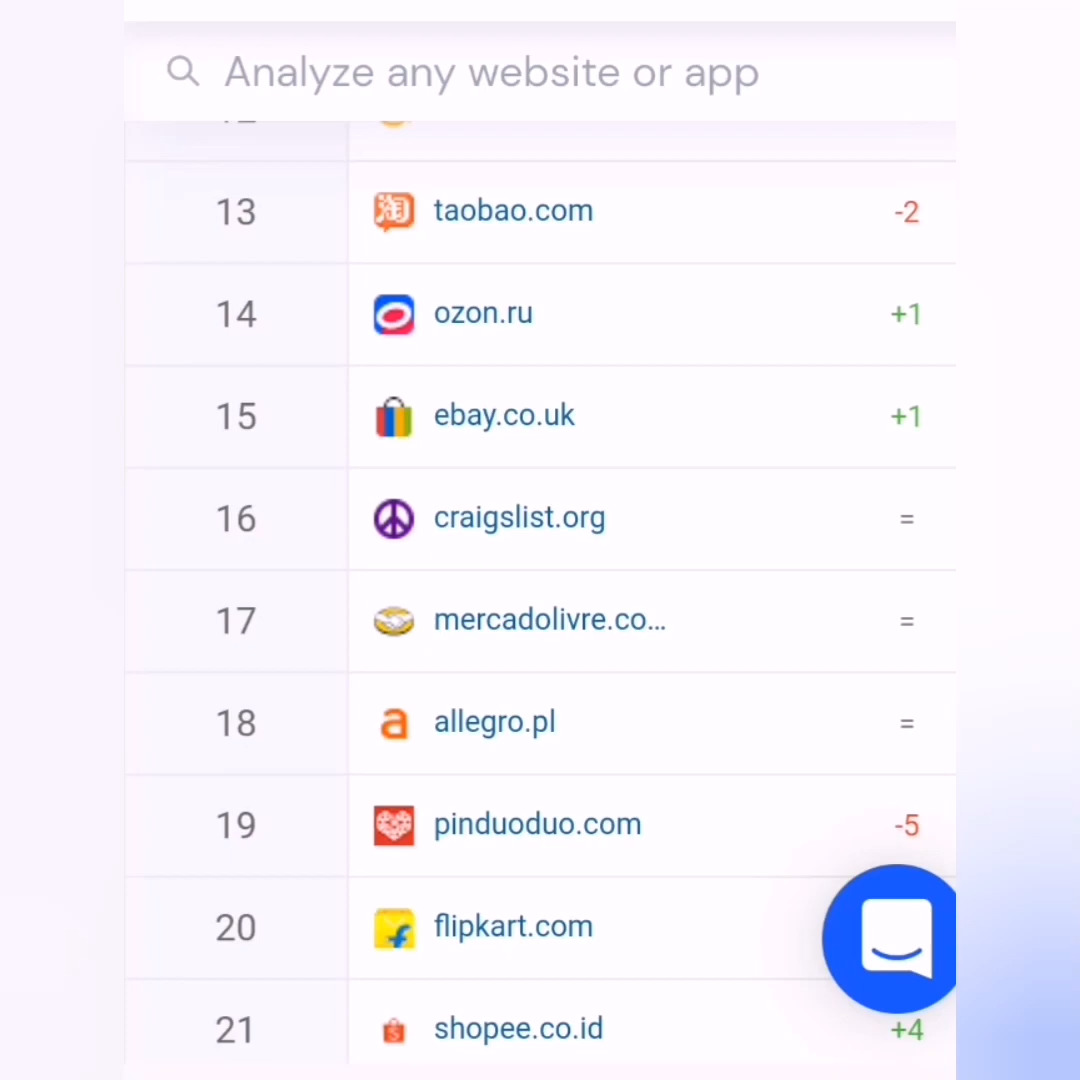 Analyze any website or app
13 taobao.com -2
14 ozon.ru +1
15 ebay.co.uk +1
16 craigslist.org =
17 mercadolivre.co... =
18 allegro.pl =
19 pinduoduo.com -5
20 flipkart.com
21 shopee.co.id +4